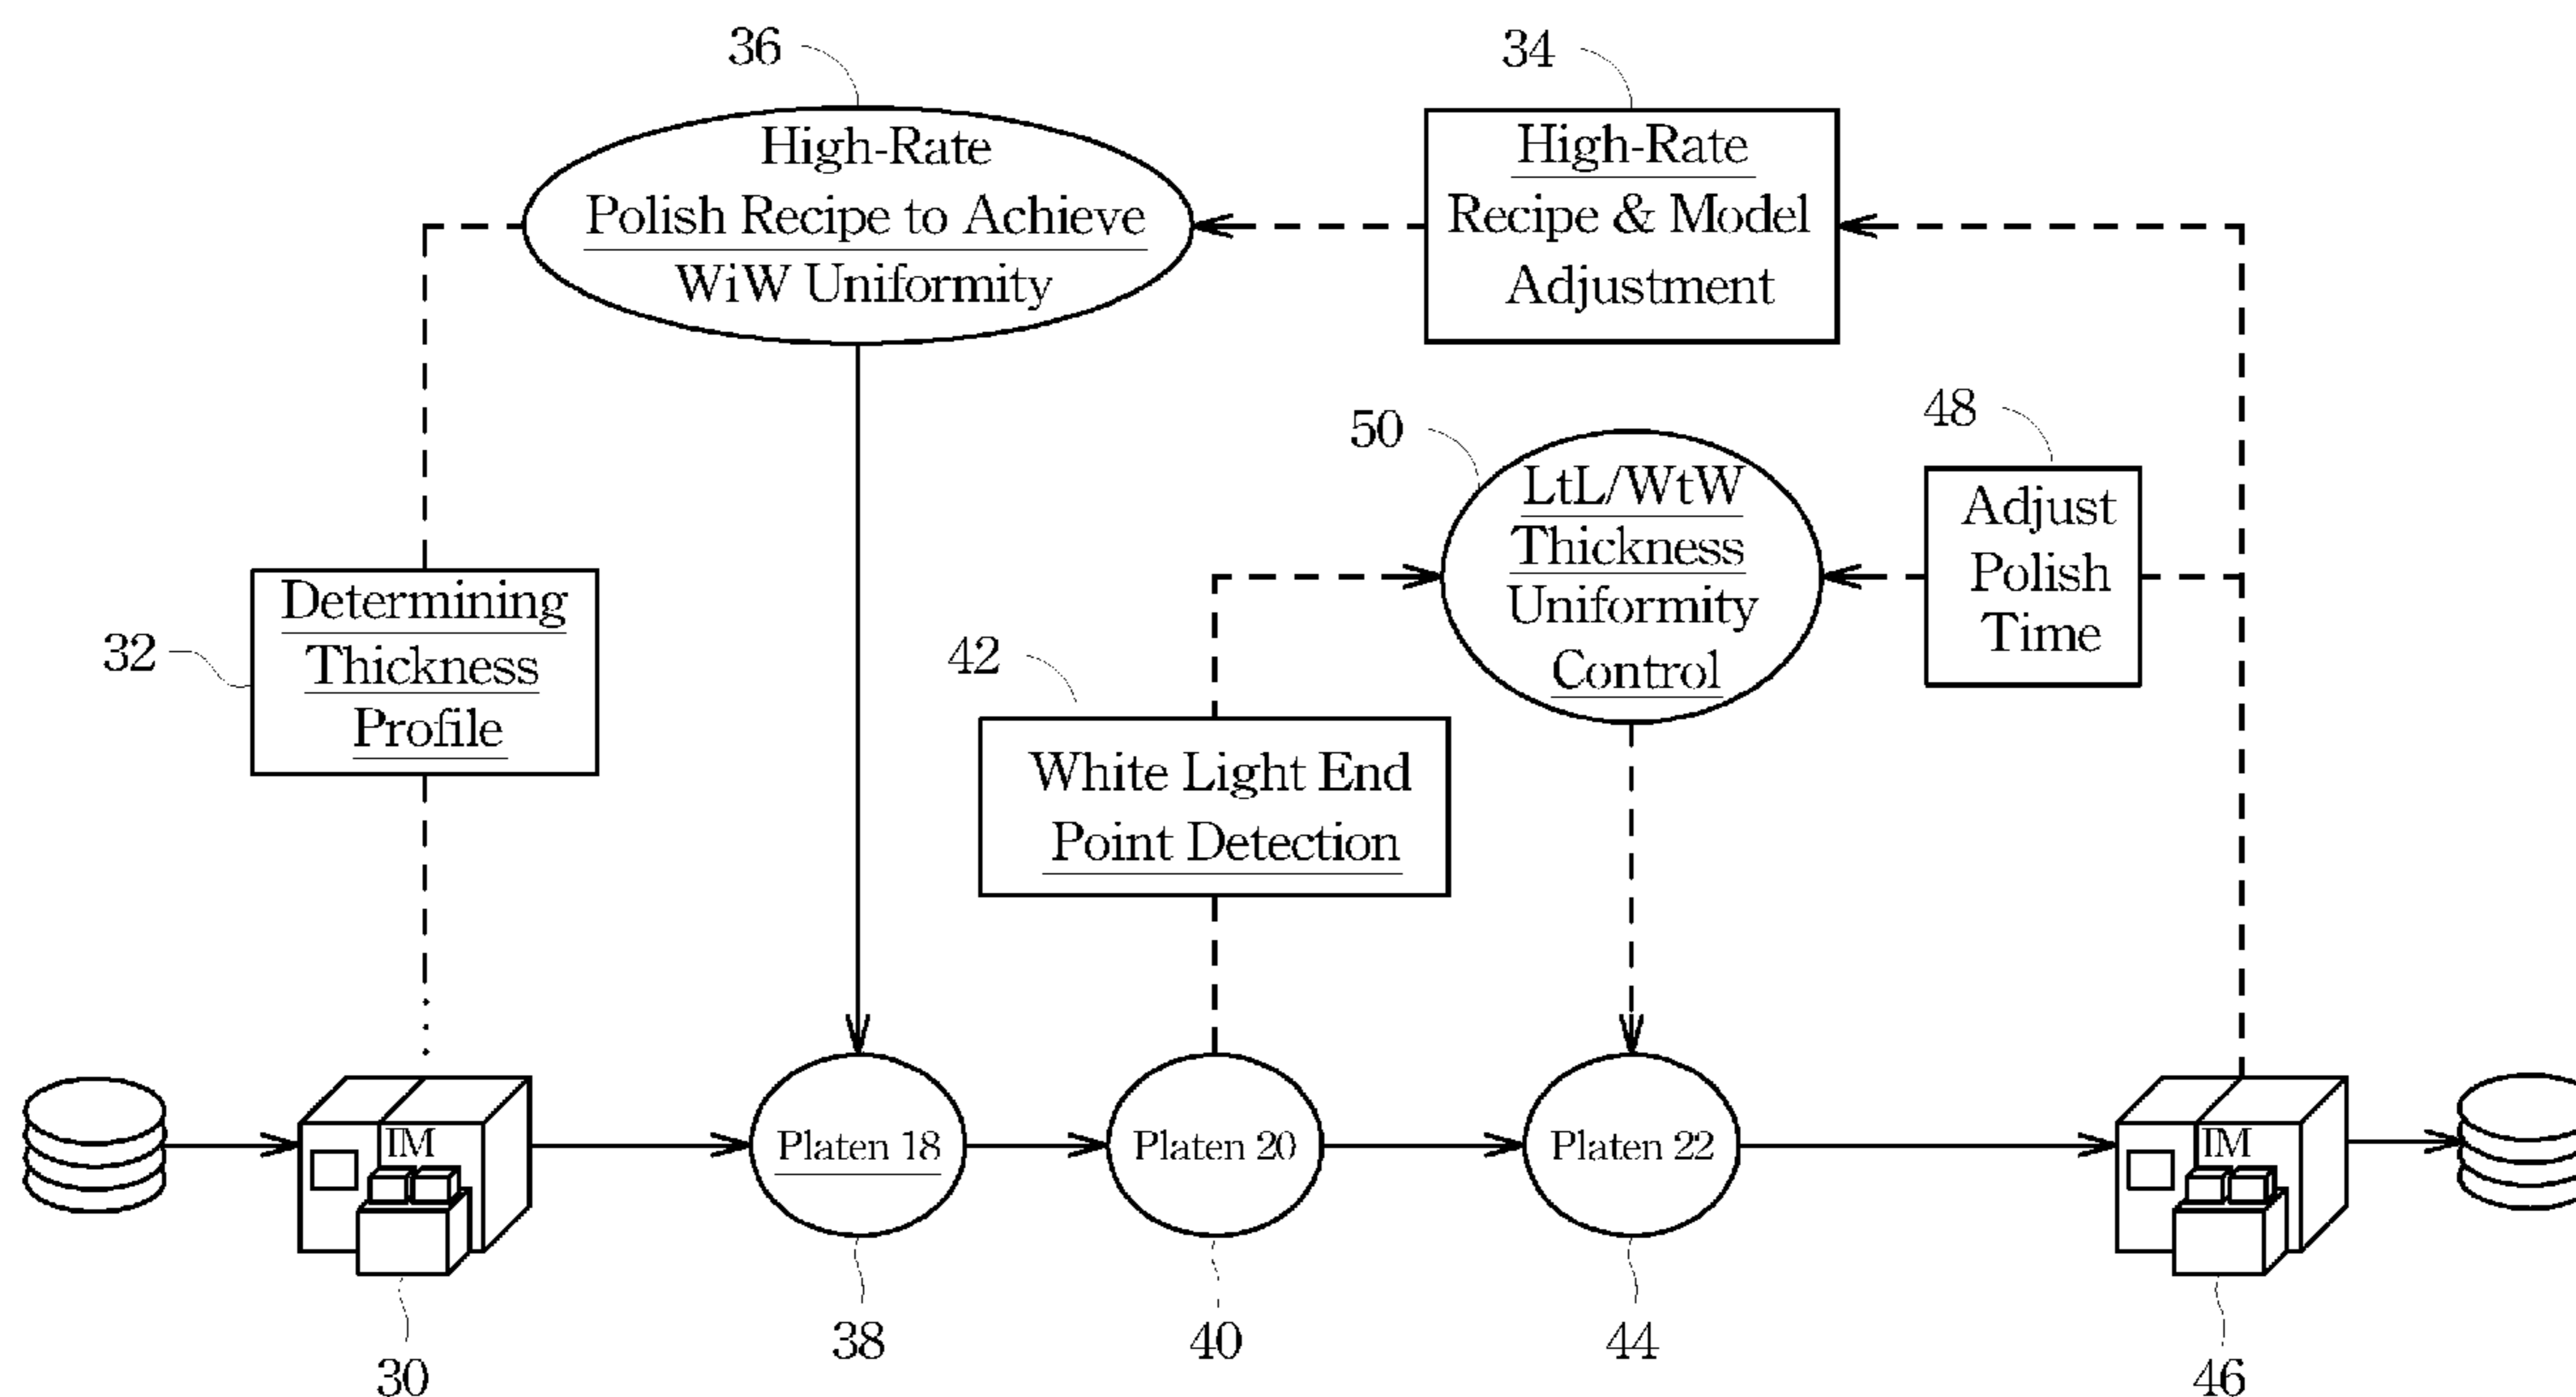 36
34
High-Rate
Polish Recipe to Achieve
WiW Uniformity
High-Rate
Recipe & Model
Adjustment
50
48
LtL/WtW
Thickness
Uniformity
Control
Adjust
Polish
Time
32
Determining
Thickness
Profile
42
White Light End
Point Detection
IM
Platen 18
Platen 20
Platen 22
IM
30
38
40
44
46